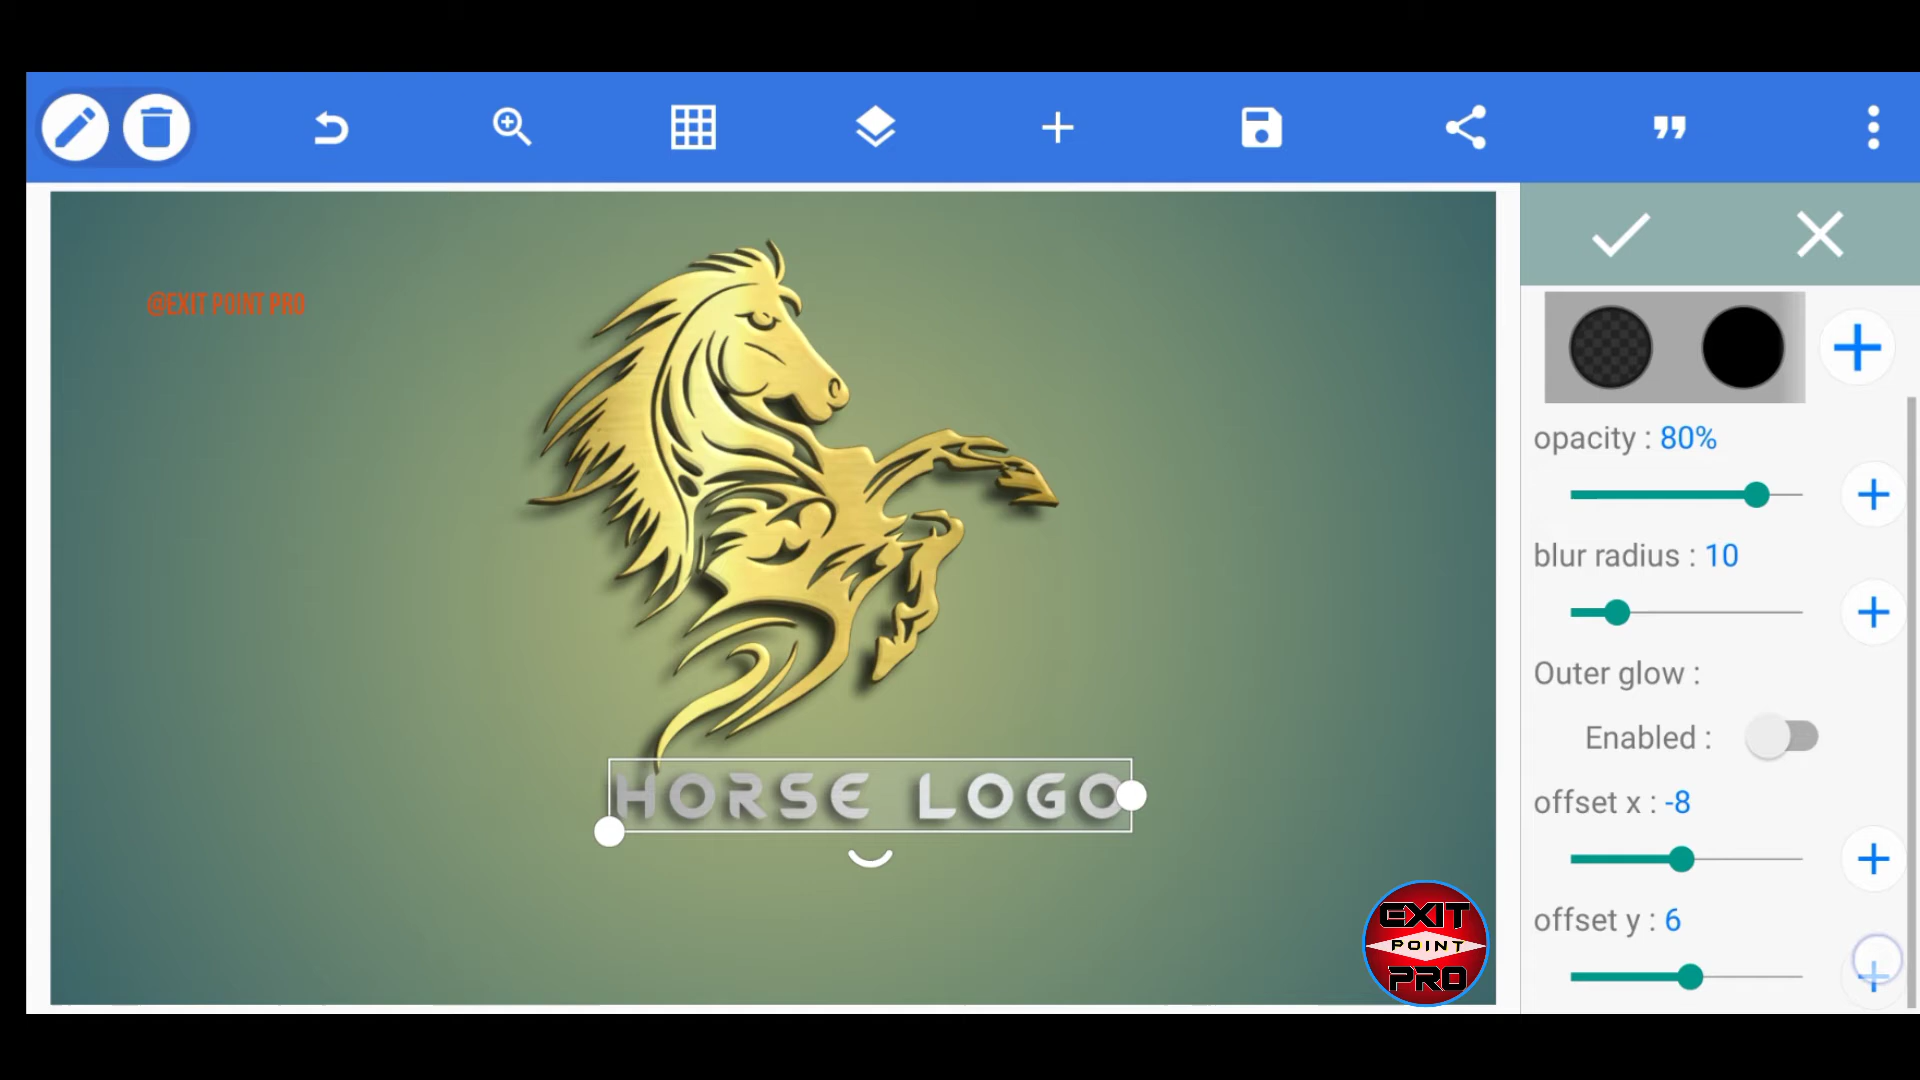 @EXIT POINT PRO
HORSE LOGO
EXIT
POINT
PRO
opacity : 80%
blur radius : 10
Outer glow :
Enabled :
offset x : -8
offset y : 6